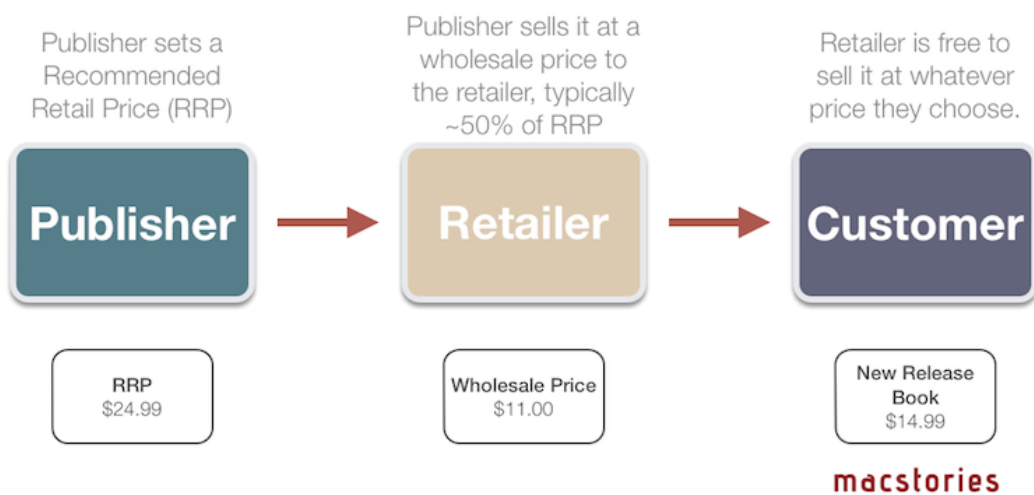 Publisher sets a
Recommended
Retail Price (RRP)
Publisher sells it at a
wholesale price to
the retailer, typically
~50% of RRP
Retailer is free to
sell it at whatever
price they choose.
Publisher
Retailer
Customer
RRP
$24.99
Wholesale Price
$11.00
New Release
Book
$14.99
macstories